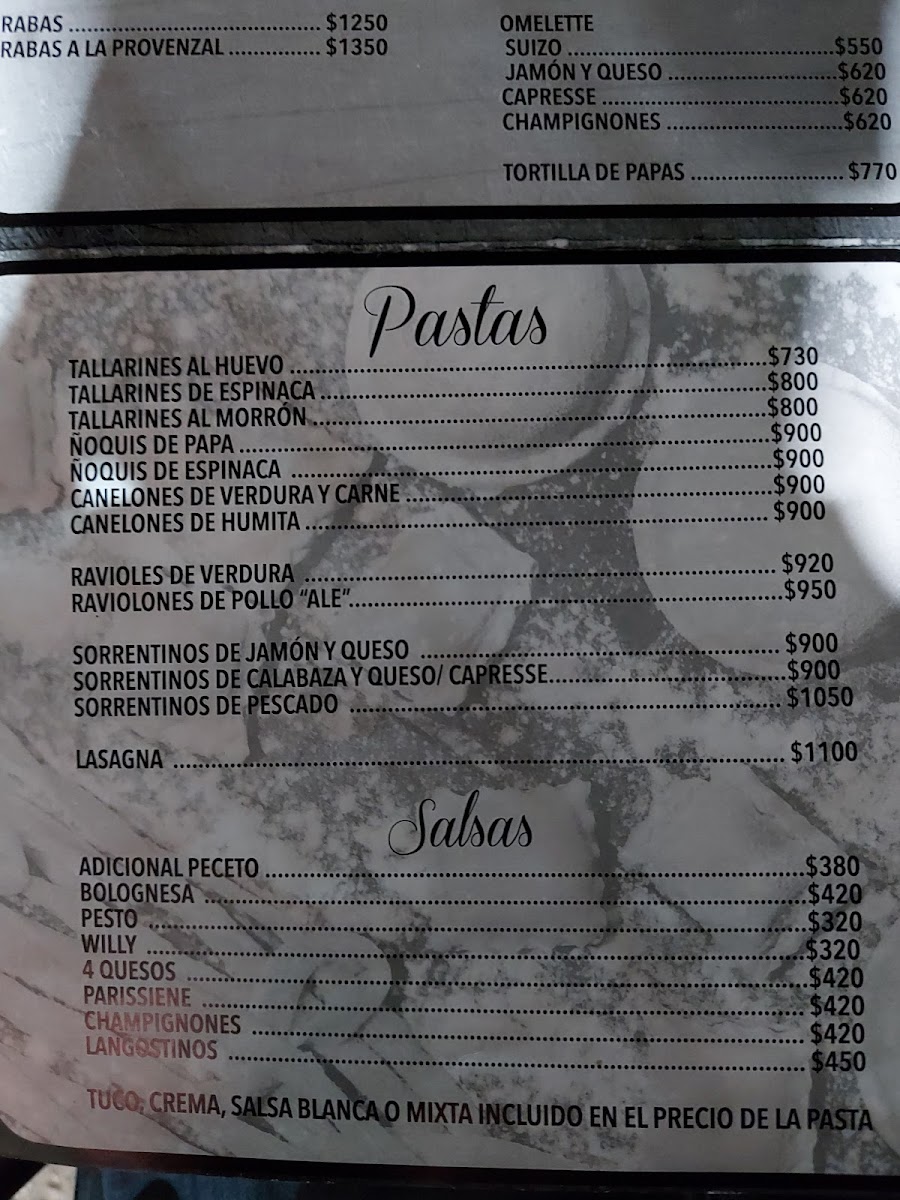 RABAS ........ $1250
RABAS A LA PROVENZAL ........ $1350
OMELETTE
SUIZO ........ $550
JAMÓN Y QUESO ........ $620
CAPRESSE ........ $620
CHAMPIGNONES ........ $620
TORTILLA DE PAPAS ........ $770
Pastas
TALLARINES AL HUEVO ........ $730
TALLARINES DE ESPINACA ........ $800
TALLARINES AL MORRÓN ........ $800
ÑOQUIS DE PAPA ........ $900
ÑOQUIS DE ESPINACA ........ $900
CANELONES DE VERDURA Y CARNE ........ $900
CANELONES DE HUMITA ........ $900
RAVIOLES DE VERDURA ........ $920
RAVIOLONES DE POLLO “ALE” ........ $950
SORRENTINOS DE JAMÓN Y QUESO ........ $900
SORRENTINOS DE CALABAZA Y QUESO/ CAPRESSE ........ $900
SORRENTINOS DE PESCADO ........ $1050
LASAGNA ........ $1100
Salsas
ADICIONAL PECETO ........ $380
BOLOGNESA ........ $420
PESTO ........ $320
WILLY ........ $320
4 QUESOS ........ $420
PARISSIENE ........ $420
CHAMPIGNONES ........ $420
LANGOSTINOS ........ $450
TUCO, CREMA, SALSA BLANCA O MIXTA INCLUIDO EN EL PRECIO DE LA PASTA